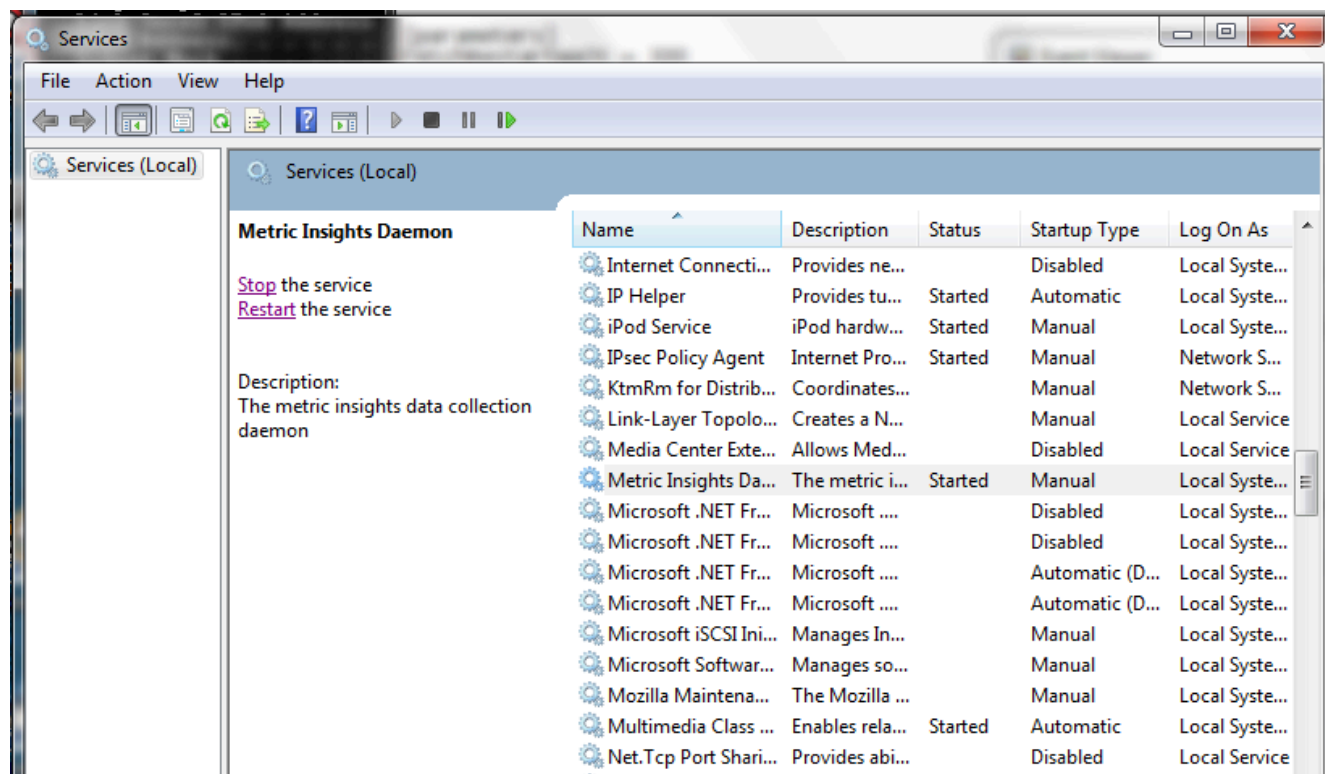 Services
File Action View Help
Services (Local)
Services (Local)
Metric Insights Daemon
Stop the service
Restart the service
Description:
The metric insights data collection
daemon
Name Description Status Startup Type Log On As
Internet Connecti... Provides ne... Disabled Local Syste...
IP Helper Provides tu... Started Automatic Local Syste...
iPod Service iPod hardw... Started Manual Local Syste...
IPsec Policy Agent Internet Pro... Started Manual Network S...
KtmRm for Distrib... Coordinates... Manual Network S...
Link-Layer Topolo... Creates a N... Manual Local Service
Media Center Exte... Allows Med... Disabled Local Service
Metric Insights Da... The metric i... Started Manual Local Syste...
Microsoft .NET Fr... Microsoft .... Disabled Local Syste...
Microsoft .NET Fr... Microsoft .... Disabled Local Syste...
Microsoft .NET Fr... Microsoft .... Automatic (D... Local Syste...
Microsoft .NET Fr... Microsoft .... Automatic (D... Local Syste...
Microsoft iSCSI Ini... Manages In... Manual Local Syste...
Microsoft Softwar... Manages so... Manual Local Syste...
Mozilla Maintena... The Mozilla ... Manual Local Syste...
Multimedia Class ... Enables rela... Started Automatic Local Syste...
Net.Tcp Port Shari... Provides abi... Disabled Local Service